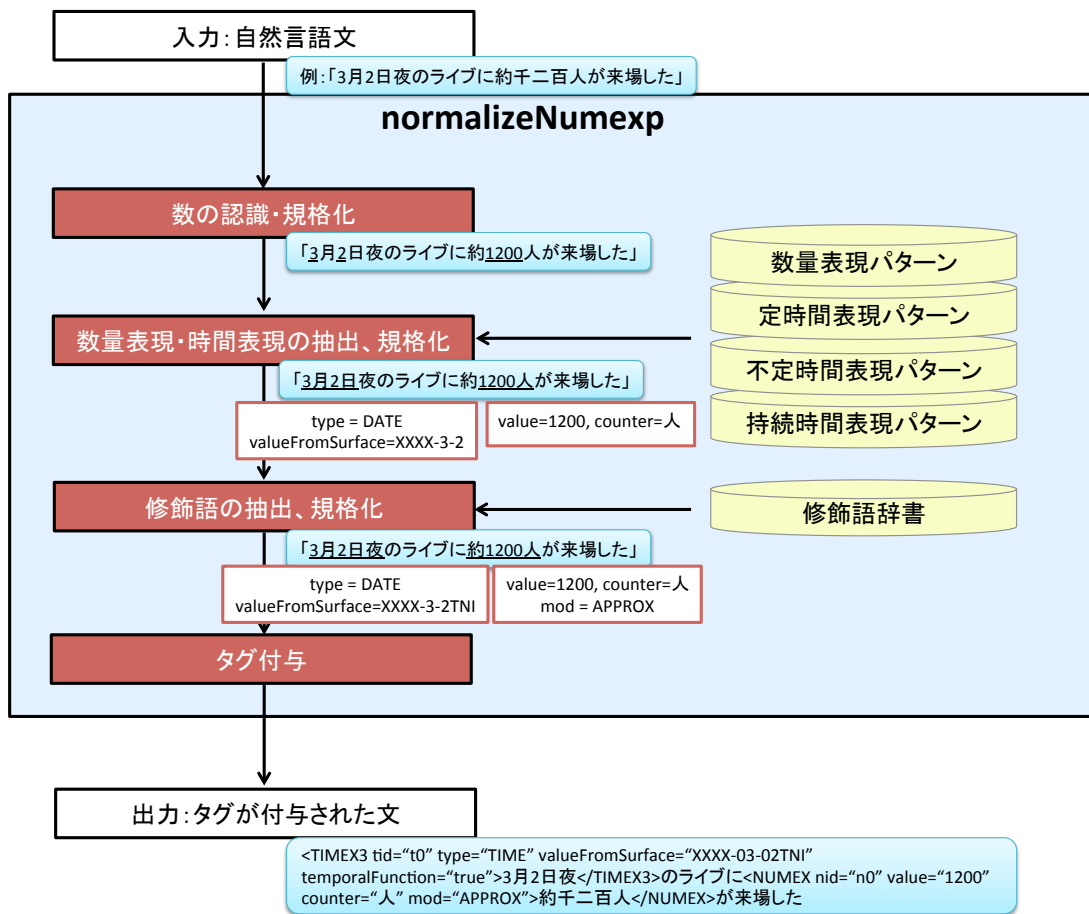 入力：自然言語文
例：「3月2日夜のライブに約千二百人が来場した」
normalizeNumexp
数の認識・規格化
「3月2日夜のライブに約1200人が来場した」
数量表現パターン
定時間表現パターン
数量表現・時間表現の抽出、規格化
不定時間表現パターン
「3月2日夜のライブに約1200人が来場した」
持続時間表現パターン
type = DATE
valueFromSurface=XXXX-3-2
value=1200, counter=人
修飾語の抽出、規格化
修飾語辞書
「3月2日夜のライブに約1200人が来場した」
type = DATE
valueFromSurface=XXXX-3-2TNI
value=1200, counter=人
mod = APPROX
タグ付与
出力：タグが付与された文
<TIMEX3 tid=“t0” type=“TIME” valueFromSurface=“XXXX-03-02TNI”
temporalFunction=“true”>3月2日夜</TIMEX3>のライブに<NUMEX nid=“n0” value=“1200”
counter=“人” mod=“APPROX”>約千二百人</NUMEX>が来場した